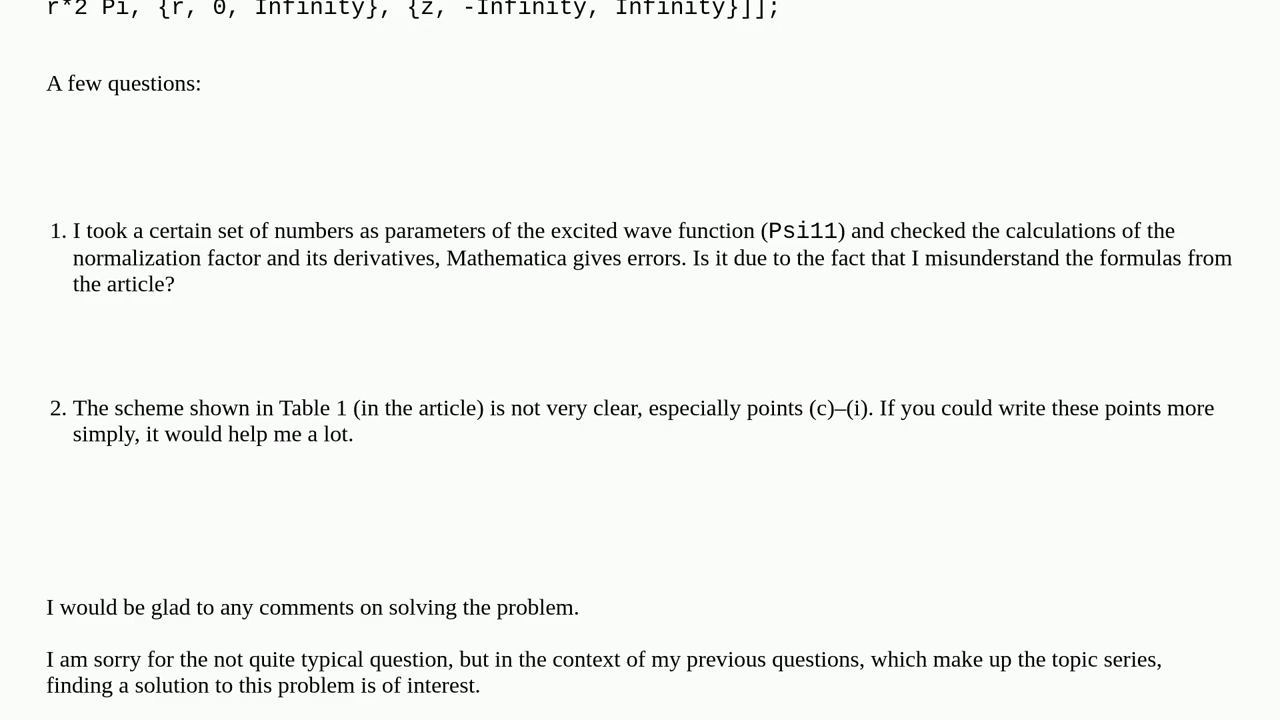 r*2 Pi, {r, 0, Infinity}, {z, -Infinity, Infinity}]];
A few questions:
1. I took a certain set of numbers as parameters of the excited wave function (Psi11) and checked the calculations of the
normalization factor and its derivatives, Mathematica gives errors. Is it due to the fact that I misunderstand the formulas from
the article?
2. The scheme shown in Table 1 (in the article) is not very clear, especially points (c)–(i). If you could write these points more
simply, it would help me a lot.
I would be glad to any comments on solving the problem.
I am sorry for the not quite typical question, but in the context of my previous questions, which make up the topic series,
finding a solution to this problem is of interest.